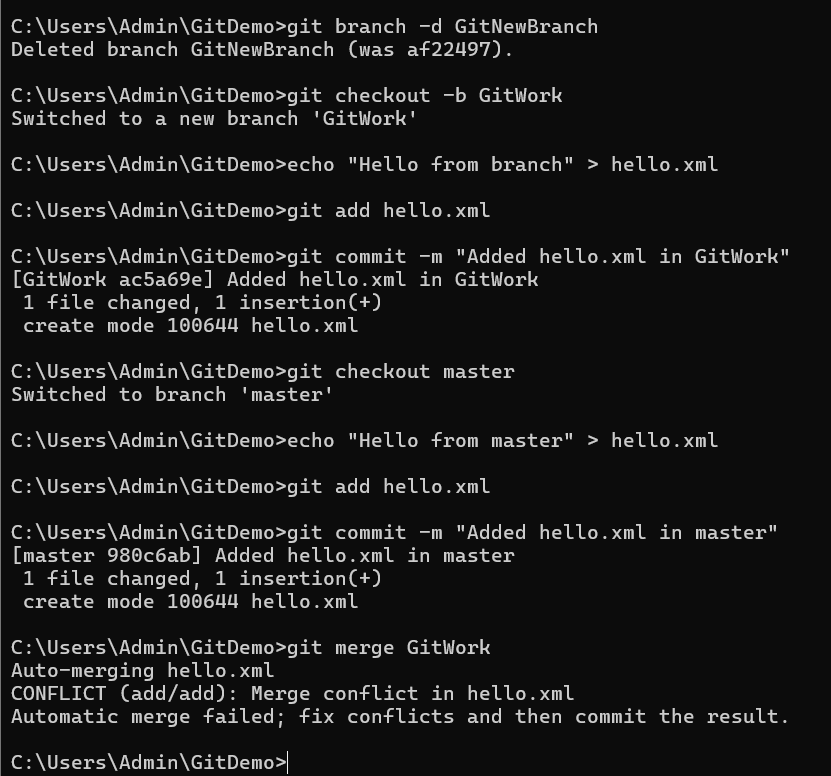 C:\Users\Admin\GitDemo>git branch -d GitNewBranch
Deleted branch GitNewBranch (was af22497).
C:\Users\Admin\GitDemo>git checkout -b GitWork
Switched to a new branch 'GitWork'
C:\Users\Admin\GitDemo>echo "Hello from branch" > hello.xml
C:\Users\Admin\GitDemo>git add hello.xml
C:\Users\Admin\GitDemo>git commit -m "Added hello.xml in GitWork"
[GitWork ac5a69e] Added hello.xml in GitWork
 1 file changed, 1 insertion(+)
 create mode 100644 hello.xml
C:\Users\Admin\GitDemo>git checkout master
Switched to branch 'master'
C:\Users\Admin\GitDemo>echo "Hello from master" > hello.xml
C:\Users\Admin\GitDemo>git add hello.xml
C:\Users\Admin\GitDemo>git commit -m "Added hello.xml in master"
[master 980c6ab] Added hello.xml in master
 1 file changed, 1 insertion(+)
 create mode 100644 hello.xml
C:\Users\Admin\GitDemo>git merge GitWork
Auto-merging hello.xml
CONFLICT (add/add): Merge conflict in hello.xml
Automatic merge failed; fix conflicts and then commit the result.
C:\Users\Admin\GitDemo>